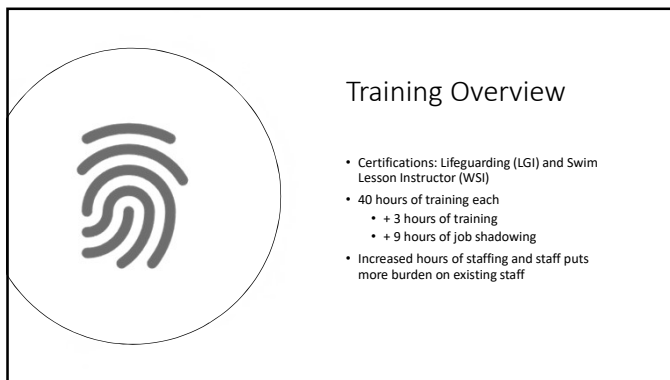 Training Overview
• Certifications: Lifeguarding (LGI) and Swim
Lesson Instructor (WSI)
• 40 hours of training each
• + 3 hours of training
• + 9 hours of job shadowing
• Increased hours of staffing and staff puts
more burden on existing staff